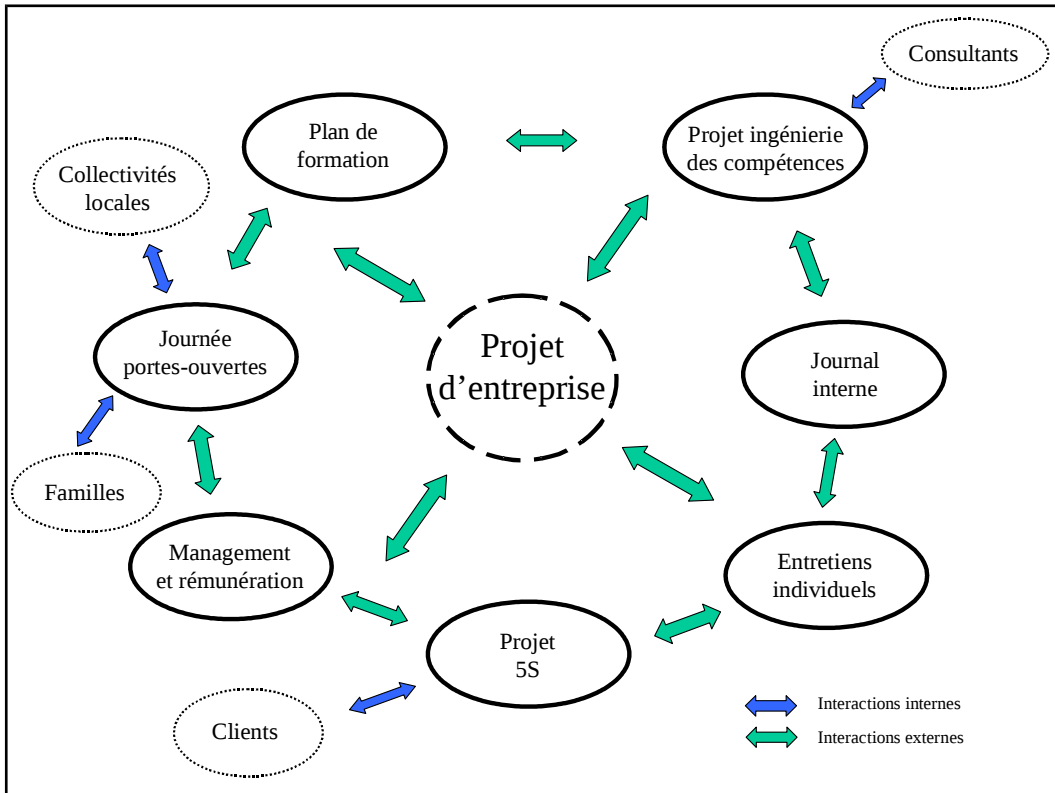 Consultants
Plan de
formation
Projet ingénierie
des compétences
Collectivités
locales
Journée
portes-ouvertes
Projet
d’entreprise
Journal
interne
Familles
Management
et rémunération
Entretiens
individuels
Projet
5S
Clients
Interactions internes
Interactions externes